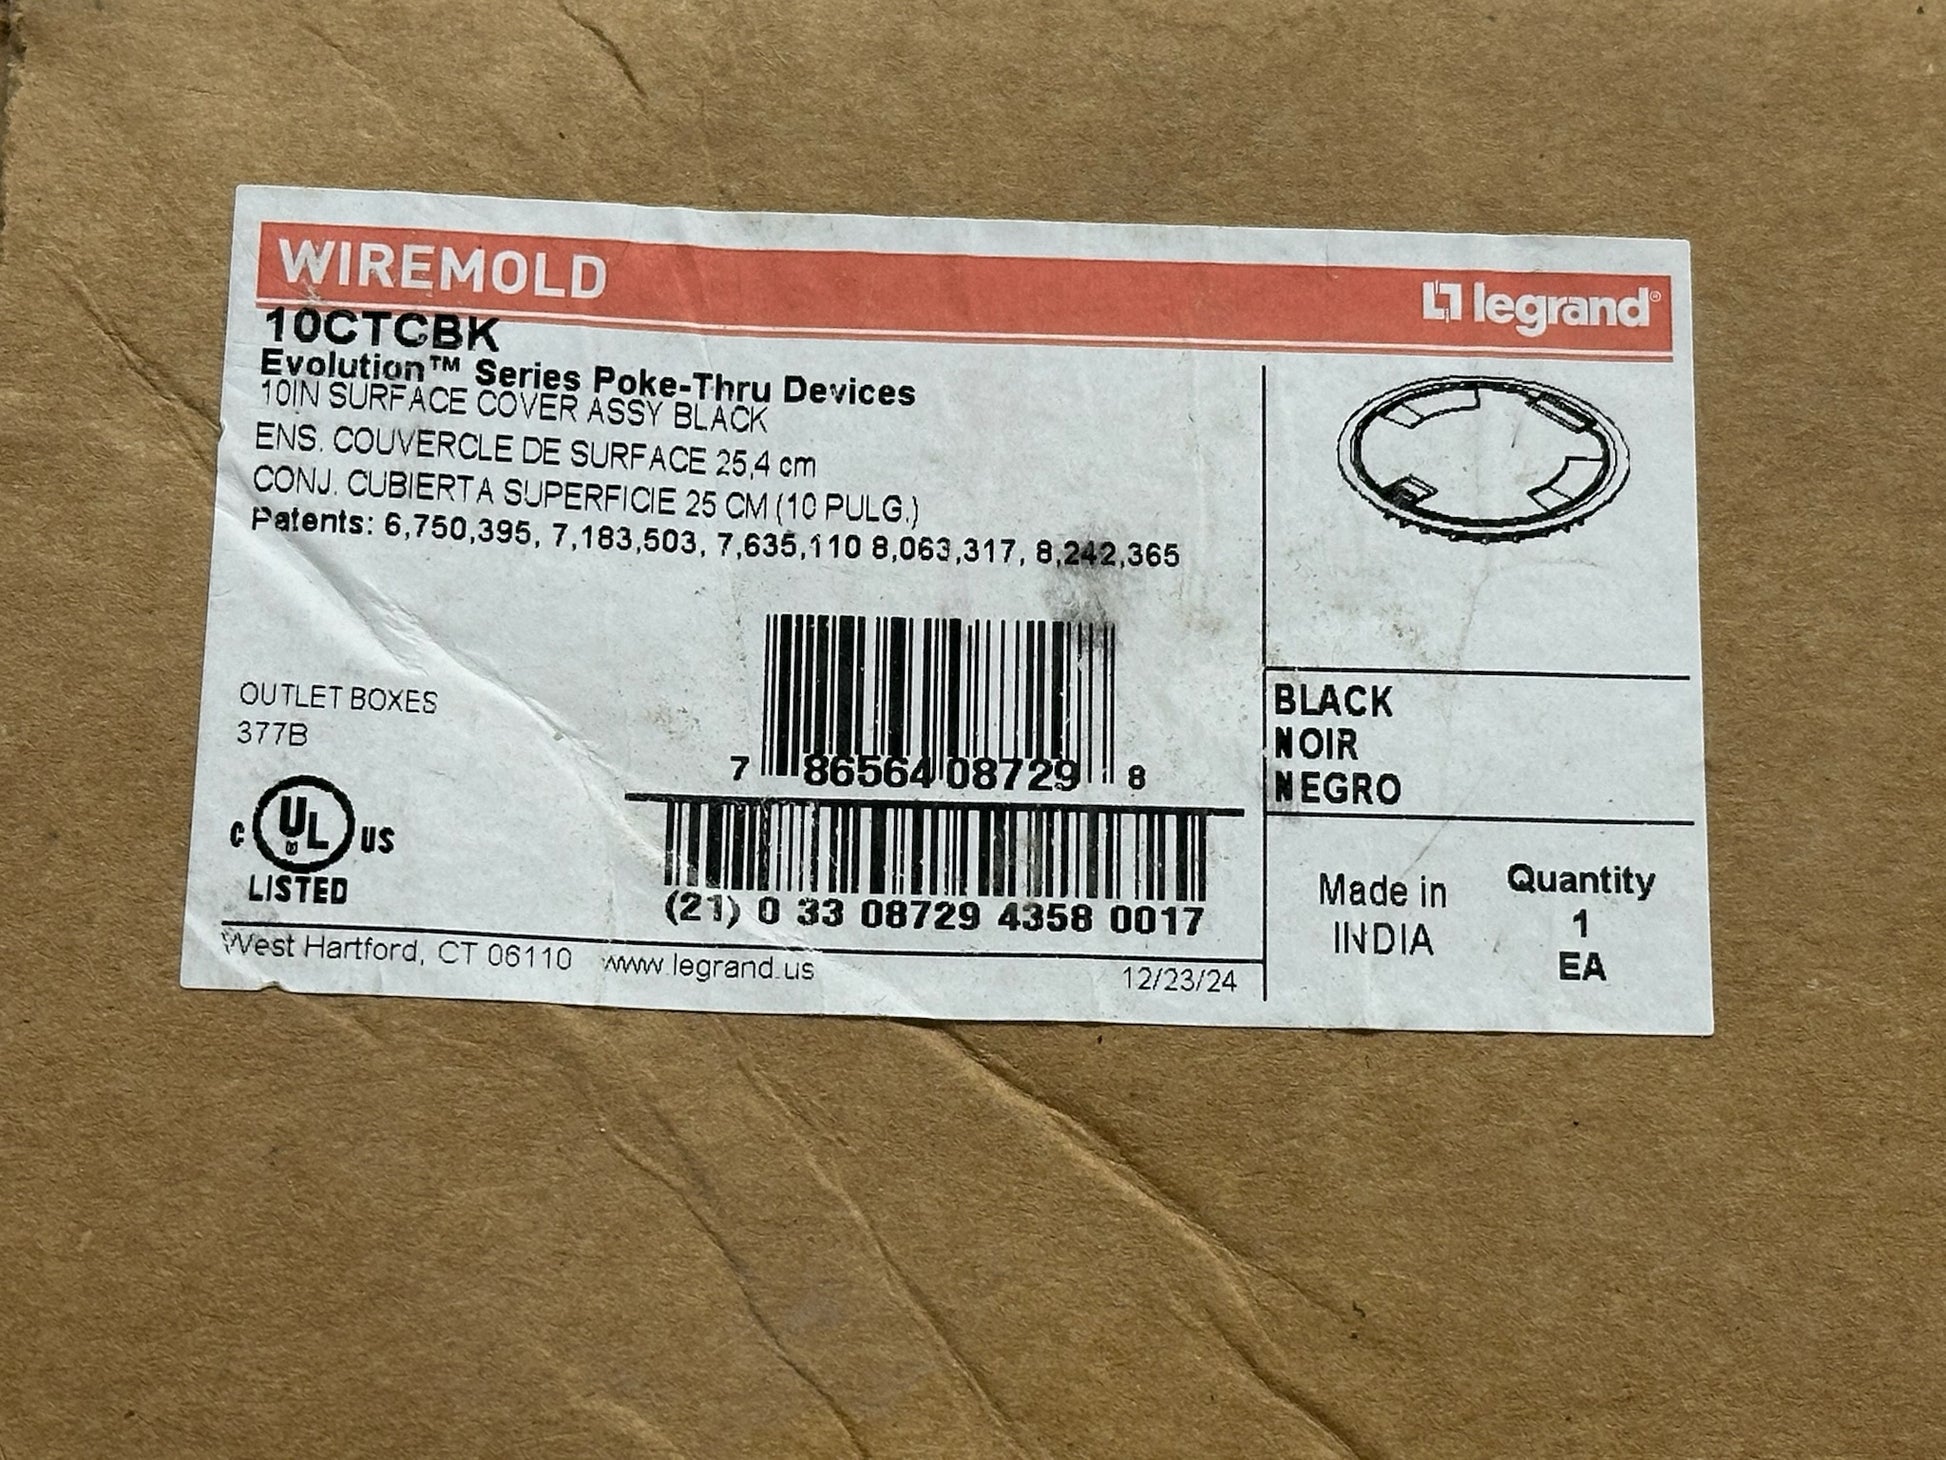 WIREMOLD
legrand®
10CTCBK
Evolution™ Series Poke-Thru Devices
10IN SURFACE COVER ASSY BLACK
ENS. COUVERCLE DE SURFACE 25,4 cm
CONJ. CUBIERTA SUPERFICIE 25 CM (10 PULG.)
Patents: 6,750,395, 7,183,503, 7,635,110 8,063,317, 8,242,365
OUTLET BOXES
377B
C UL US
LISTED
7 86564 08729 8
(21) 0 33 08729 4358 0017
West Hartford, CT 06110 www.legrand.us 12/23/24
BLACK
NOIR
NEGRO
Made in
INDIA
Quantity
1
EA